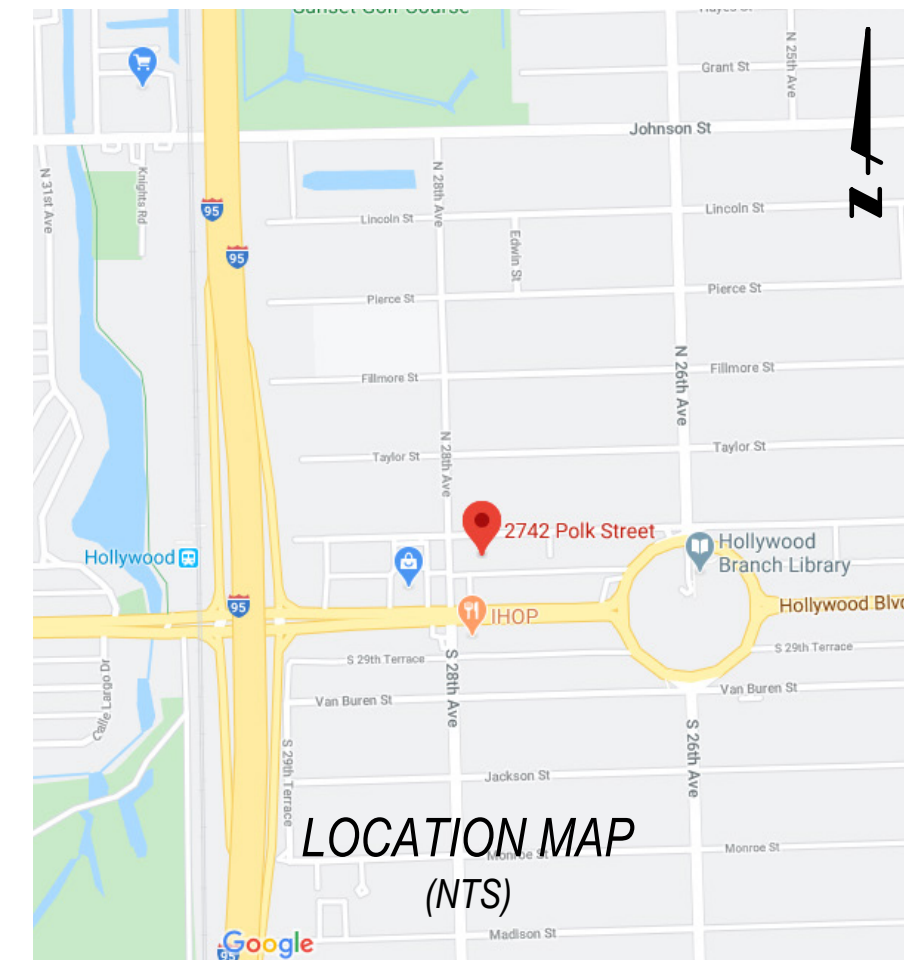 Sunset Golf Course
Hayes St
Grant St
N 25th Ave
Johnson St
N 31st Ave
Knights Rd
N 28th Ave
Z
95
Lincoln St
Lincoln St
Edwin St
95
Pierce St
Pierce St
N 26th Ave
Fillmore St
Fillmore St
N 28th Ave
Taylor St
Taylor St
2742 Polk Street
Hollywood
Hollywood
Branch Library
95
IHOP
Hollywood Blvd
S 29th Terrace
S 29th Terrace
S 28th Ave
Calle Largo Dr
Van Buren St
Van Buren St
S 29th Terrace
S 26th Ave
Jackson St
LOCATION MAP
Monroe St
Monroe St
(NTS)
Madison St
Google
95